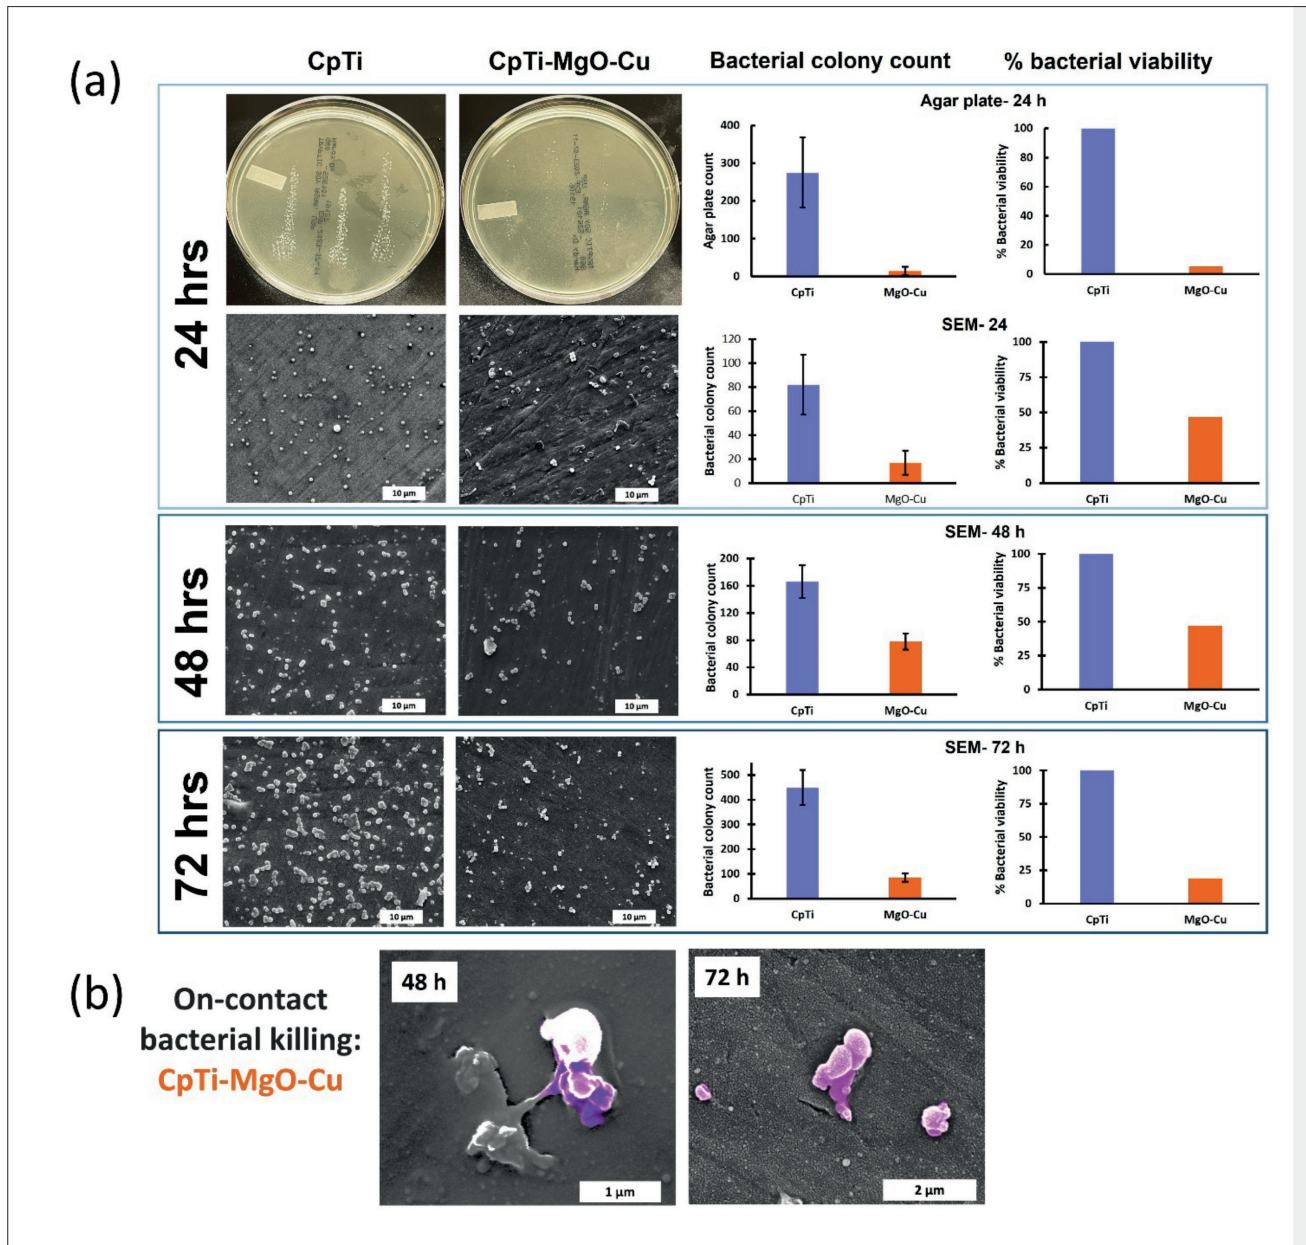 (a)
CpTi
CpTi-MgO-Cu
Bacterial colony count
% bacterial viability
24 hrs
Agar plate- 24 h
Agar plate count
400
300
200
100
0
CpTi
MgO-Cu
% Bacterial viability
100
80
60
40
20
0
CpTi
MgO-Cu
10 µm
10 µm
SEM- 24
Bacterial colony count
120
100
80
60
40
20
0
CpTi
MgO-Cu
% Bacterial viability
100
75
50
25
0
CpTi
MgO-Cu
48 hrs
10 µm
10 µm
SEM- 48 h
Bacterial colony count
200
160
120
80
40
0
CpTi
MgO-Cu
% Bacterial viability
100
75
50
25
0
CpTi
MgO-Cu
72 hrs
10 µm
10 µm
SEM- 72 h
Bacterial colony count
500
400
300
200
100
0
CpTi
MgO-Cu
% Bacterial viability
100
75
50
25
0
CpTi
MgO-Cu
(b)
On-contact
bacterial killing:
CpTi-MgO-Cu
48 h
1 µm
72 h
2 µm